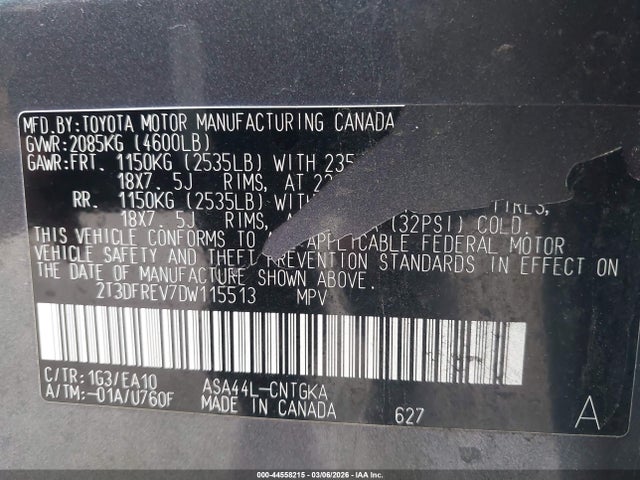 MFD.BY:TOYOTA MOTOR MANUFACTURING CANADA
GVWR:2085KG (4600LB)
GAWR:FRT. 1150KG (2535LB) WITH 235
18X7. 5J RIMS, AT 22
RR. 1150KG (2535LB) WITH TIRES,
18X7. 5J RIMS, (32PSI) COLD.
THIS VEHICLE CONFORMS TO APPLICABLE FEDERAL MOTOR
VEHICLE SAFETY AND THEFT PREVENTION STANDARDS IN EFFECT ON
THE DATE OF MANUFACTURE SHOWN ABOVE.
2T3DFREV7DW115513 MPV
C/TR: 1G3/EA10 ASA44L-CNTGKA
A/TM:-01A/U760F MADE IN CANADA 627 A
000-44558215 - 03/06/2026 - IAA Inc.